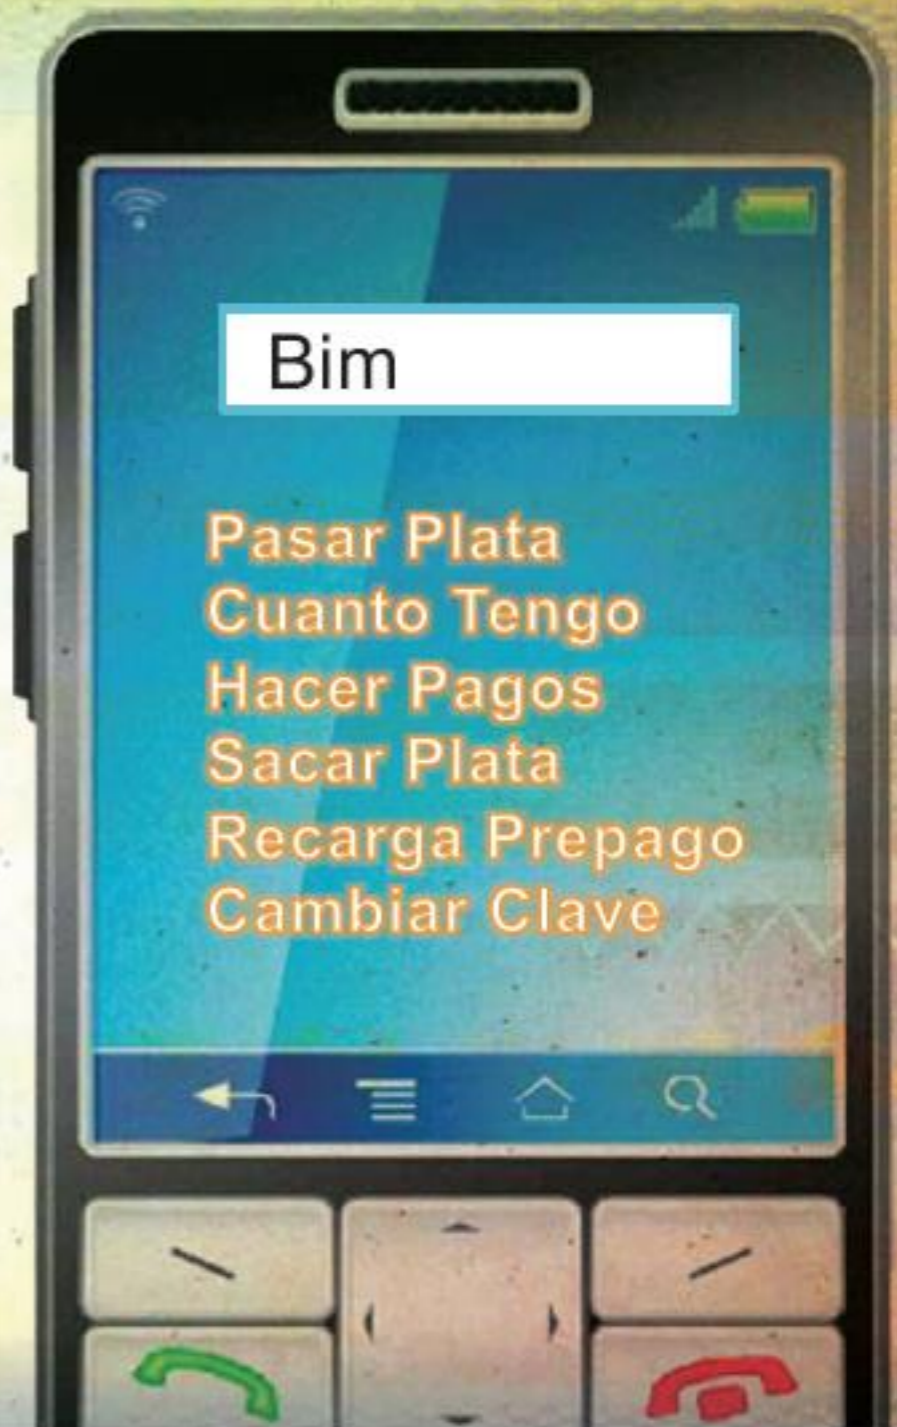 Bim
Pasar Plata
Cuanto Tengo
Hacer Pagos
Sacar Plata
Recarga Prepago
Cambiar Clave